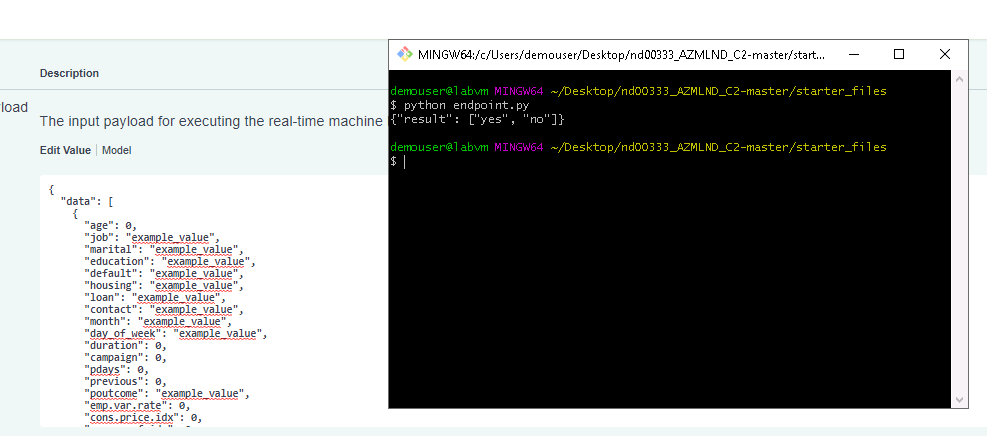 Description
yload
The input payload for executing the real-time machine
Edit Value | Model
{
"data": [
{
"age": 0,
"job": "example_value",
"marital": "example_value",
"education": "example_value",
"default": "example_value",
"housing": "example_value",
"loan": "example_value",
"contact": "example_value",
"month": "example_value",
"day_of_week": "example_value",
"duration": 0,
"campaign": 0,
"pdays": 0,
"previous": 0,
"poutcome": "example_value",
"emp.var.rate": 0,
"cons.price.idx": 0,
MINGW64:/c/Users/demouser/Desktop/nd00333_AZMLND_C2-master/start...
demouser@labvm MINGW64 ~/Desktop/nd00333_AZMLND_C2-master/starter_files
$ python endpoint.py
{"result": ["yes", "no"]}
demouser@labvm MINGW64 ~/Desktop/nd00333_AZMLND_C2-master/starter_files
$